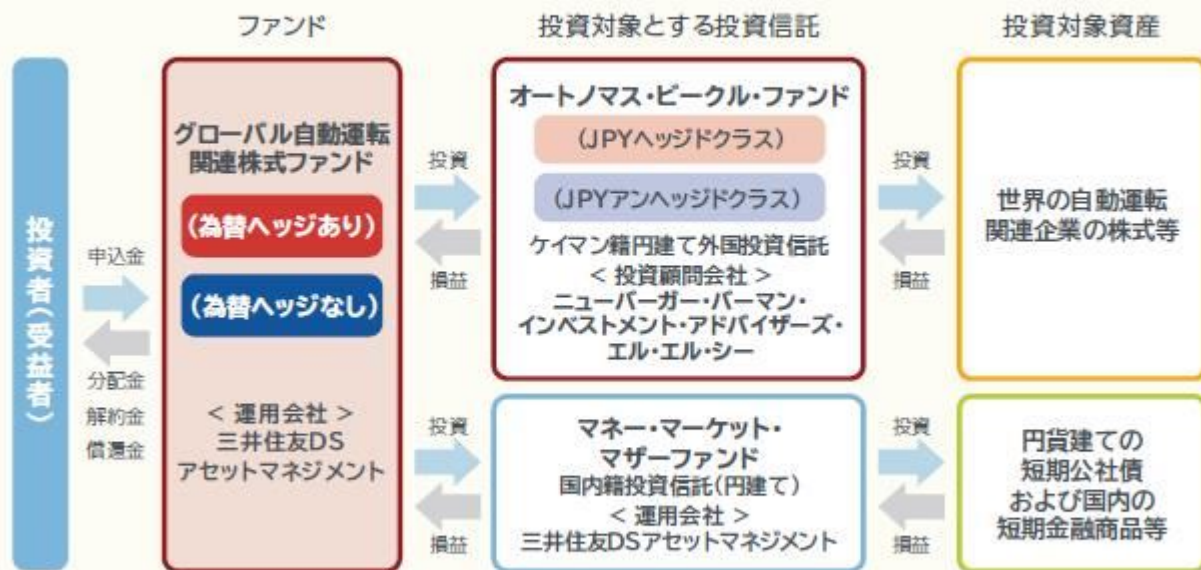 ファンド
投資対象とする投資信託
投資対象資産
投資者(受益者)
申込金
分配金
解約金
償還金
グローバル自動運転
関連株式ファンド
(為替ヘッジあり)
(為替ヘッジなし)
< 運用会社 >
三井住友DS
アセットマネジメント
投資
損益
オートノマス・ビークル・ファンド
(JPYヘッジドクラス)
(JPYアンヘッジドクラス)
ケイマン籍円建て外国投資信託
< 投資顧問会社 >
ニューバーガー・バーマン・
インベストメント・アドバイザーズ・
エル・エル・シー
投資
損益
世界の自動運転
関連企業の株式等
投資
損益
マネー・マーケット・
マザーファンド
国内籍投資信託(円建て)
< 運用会社 >
三井住友DSアセットマネジメント
投資
損益
円貨建ての
短期公社債
および国内の
短期金融商品等